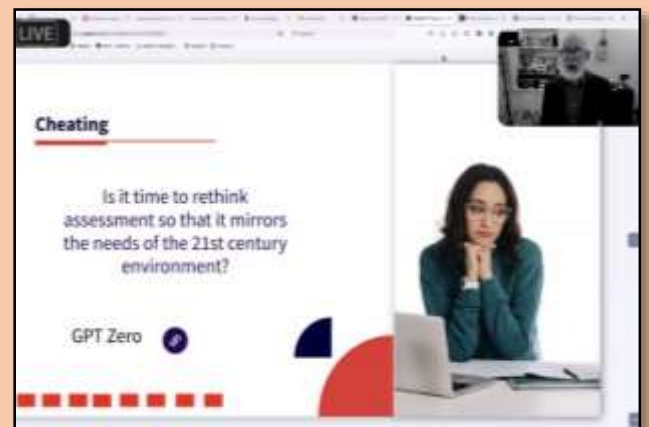 LIVE
Cheating
Is it time to rethink
assessment so that it mirrors
the needs of the 21st century
environment?
GPT Zero